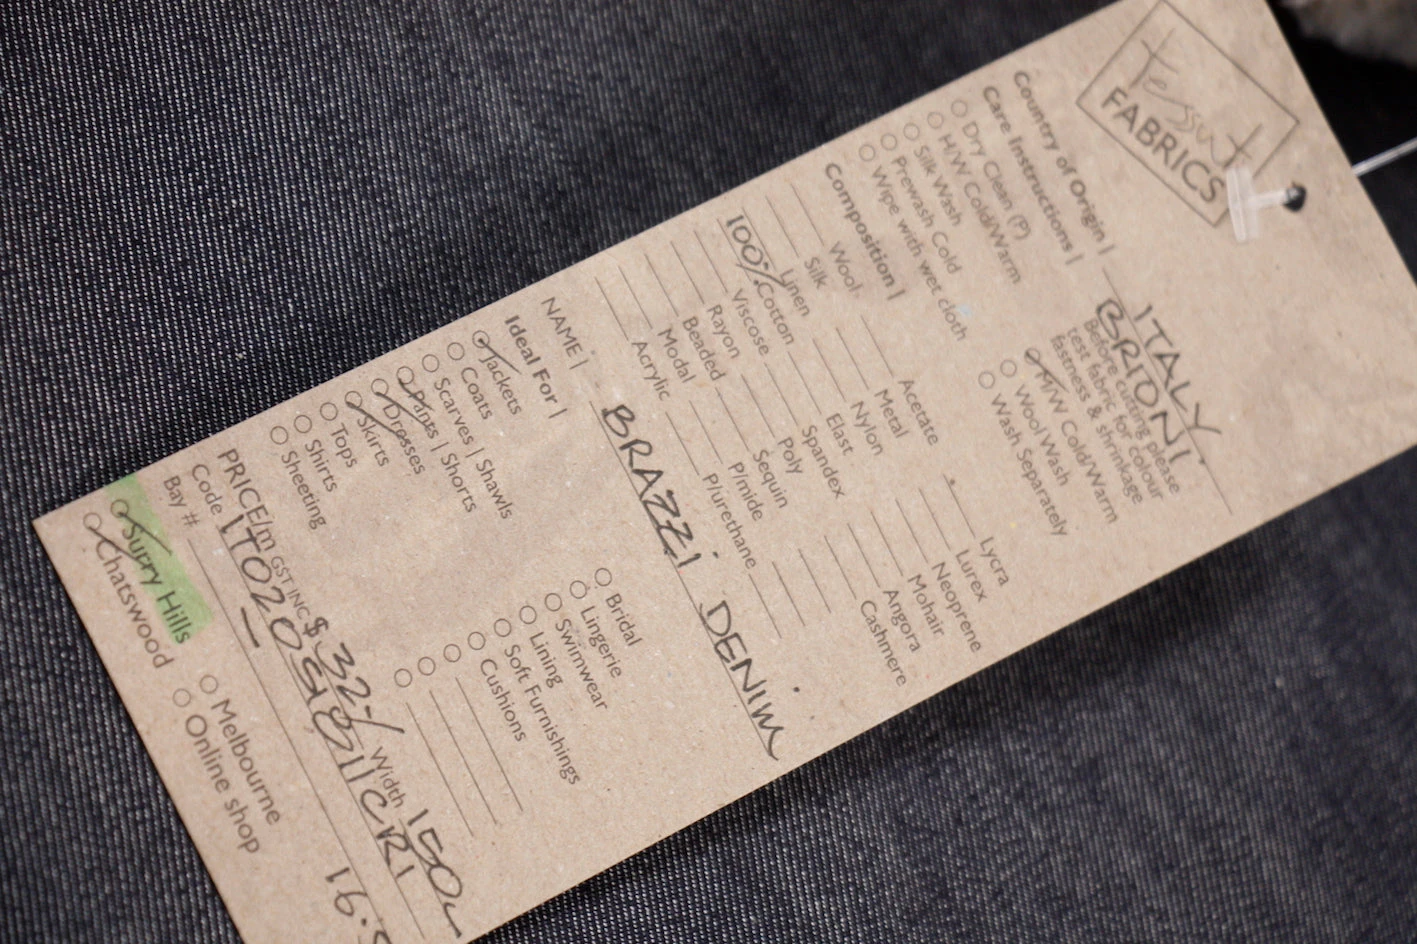 tessuti
FABRICS
Country of Origin | ITALY
Care Instructions | BRIONI
Before cutting please
test fabric for colour
fastness & shrinkage
Dry Clean (P)
H/W Cold/Warm
Silk Wash
Prewash Cold
Wipe with wet cloth
H/W Cold/Warm
Wool Wash
Wash Separately
Composition |
Wool
Silk
Linen
100% Cotton
Viscose
Rayon
Beaded
Modal
Acrylic
Acetate
Metal
Nylon
Elast
Spandex
Poly
Sequin
P/mide
P/urethane
Lycra
Lurex
Neoprene
Mohair
Angora
Cashmere
NAME | BRAZZI DENIM
Ideal For |
Jackets
Coats
Scarves | Shawls
Pants | Shorts
Dresses
Skirts
Tops
Shirts
Sheeting
Bridal
Lingerie
Swimwear
Lining
Soft Furnishings
Cushions
PRICE/m GST INC $32-/ Width 150
Code
Bay #
Surry Hills
Chatswood
Melbourne
Online shop